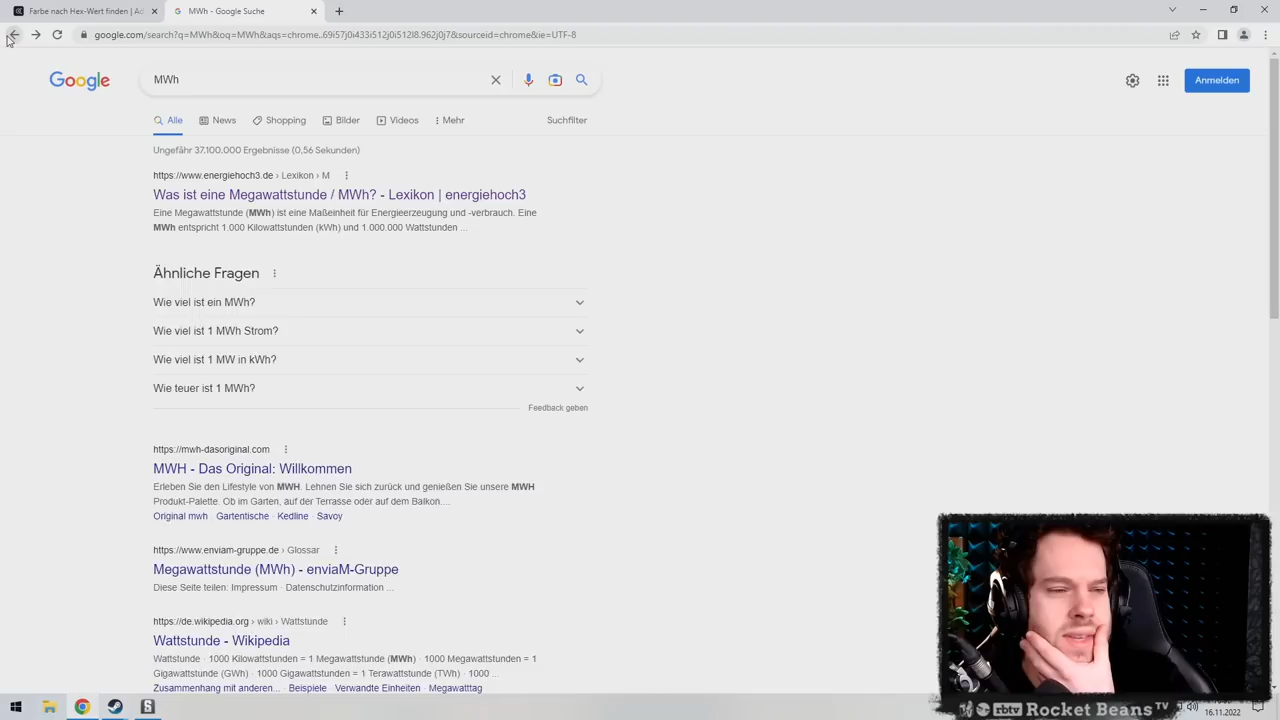 Farbe nach Hex-Wert finden | Ad
MWh - Google Suche
google.com/search?q=MWh&oq=MWh&aqs=chrome..69i57j0i433i512j0i512l8.962j0j7&sourceid=chrome&ie=UTF-8
Google
MWh
Anmelden
Alle
News
Shopping
Bilder
Videos
Mehr
Suchfilter
Ungefähr 37.100.000 Ergebnisse (0,56 Sekunden)
https://www.energiehoch3.de › Lexikon › M
Was ist eine Megawattstunde / MWh? - Lexikon | energiehoch3
Eine Megawattstunde (MWh) ist eine Maßeinheit für Energieerzeugung und -verbrauch. Eine
MWh entspricht 1.000 Kilowattstunden (kWh) und 1.000.000 Wattstunden ...
Ähnliche Fragen
Wie viel ist ein MWh?
Wie viel ist 1 MWh Strom?
Wie viel ist 1 MW in kWh?
Wie teuer ist 1 MWh?
Feedback geben
https://mwh-dasoriginal.com
MWH - Das Original: Willkommen
Erleben Sie den Lifestyle von MWH. Lehnen Sie sich zurück und genießen Sie unsere MWH
Produkt-Palette. Ob im Garten, auf der Terrasse oder auf dem Balkon....
Original mwh · Gartentische · Kedline · Savoy
https://www.enviam-gruppe.de › Glossar
Megawattstunde (MWh) - enviaM-Gruppe
Diese Seite teilen: Impressum · Datenschutzinformation ...
https://de.wikipedia.org › wiki › Wattstunde
Wattstunde - Wikipedia
Wattstunde · 1000 Kilowattstunden = 1 Megawattstunde (MWh) · 1000 Megawattstunden = 1
Gigawattstunde (GWh) · 1000 Gigawattstunden = 1 Terawattstunde (TWh) · 1000 ...
Zusammenhang mit anderen... · Beispiele · Verwandte Einheiten · Megawatttag
rbtv ROCKET BEANS TV
16.11.2022